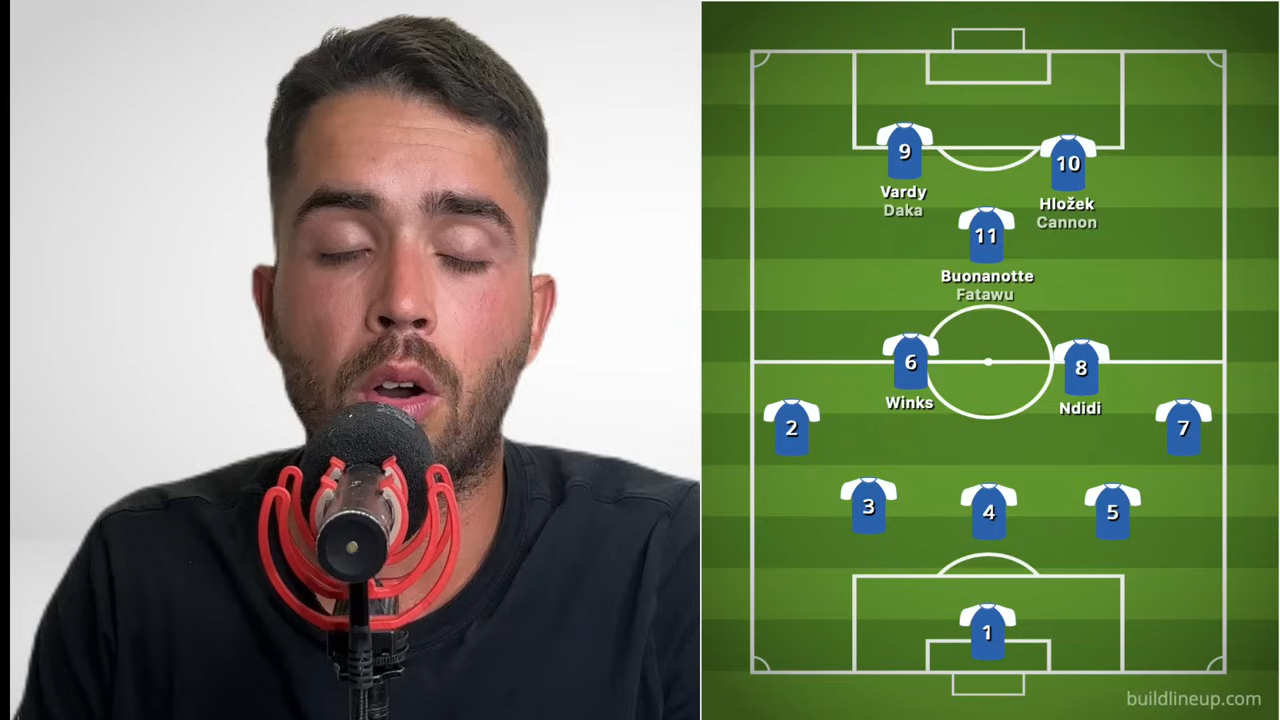 9
Vardy
Daka
10
Hložek
Cannon
11
Buonanotte
Fatawu
6
Winks
8
Ndidi
2
7
3
4
5
1
buildlineup.com